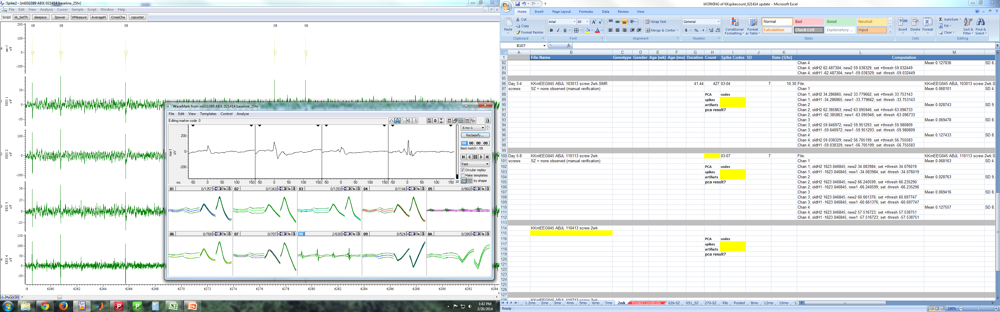 Spike2 - [mEEG389 ABJL 021414 baseline_25hr]
File Edit View Analysis Cursor Sample Script Window Help
Script kk_SetTh sleepsco Zpower WMeasure AverageN CrossCha copystat
08 08 08 08 08
200
100
0
-100
6 nw-1 uV
50
0
-50
1 EEG 1 uV
100
0
-100
2 EEG 2 uV
50
25
0
-25
3 EEG 3 uV
150
100
50
0
-50
4 EEG 4 uV
6260 6262 6264 6266 6268 6270 6272 6274 6276 6278 6280 6282 6284 6286 6288 6290 6292 6294
WaveMark from mEEG389 ABJL 021414 baseline_25hr
File Edit View Templates Control Analyse
Editing marker code 0
200
0
-200
nw-1 uV
ms -50 0 50 100 150 -50 0 50 100 150 -50 0 50 100 150 -50 0 50 100 150 10
6 nw-1
Reclassify...
08 00 00 00
Best match : 08
Fast
Circular replay
Make templates
by shape
01 0/1357 02 0/1343 03 0/1293 04 0/1144 05 0/860
06 0/768 07 0/707 08 2/630 09 0/524 0A 0/280
1:42 PM
2/20/2014
WORKING of KKspikecount_021414 update - Microsoft Excel
Home Insert Page Layout Formulas Data Review View
Paste Cut Copy Format Painter
Clipboard
Arial 10
B I U
Font
Wrap Text
Merge & Center
Alignment
General
$ % ,
Number
Conditional Formatting Format as Table
Normal Bad Good Neutral
Calculation Check Cell Explanatory ... Input
Styles
Insert Delete Format
Cells
AutoSum Fill Clear
Sort & Filter Find & Select
Editing
B107 fx
A B C D E F G H I J K L M
1 File Name Genotype Gender Age (wk) Age (mo) Duration Count Spike Codes SD Rate (S/hr) Computation
82 Chan 4 Mean 0.127836 SD 8.
83 Chan 4; oldH2 62.487304; new2 59.038329; set +thresh 59.032449
84 Chan 4; oldH1 -62.487304; new1 -59.038329; set -thresh -59.032449
85
86 Day 3-4 KKmEEG045 ABJL 103013 screw 2wk.SMR 41.44 427 03-04 7 10.30 File: KKmEEG045 ABJL 103013 screw 2wk.S
87 screws SZ = none observed (manual verification) Chan 1 Mean 0.068101 SD 4.
88 PCA codes Chan 1; oldH2 34.286865; new2 33.779662; set +thresh 33.753143
89 spikes Chan 1; oldH1 -34.286865; new1 -33.779662; set -thresh -33.753143
90 artifacts Chan 2 Mean 0.028743 SD 9.
91 pca result? Chan 2; oldH2 62.385863; new2 63.095946; set +thresh 63.096733
92 Chan 2; oldH1 -62.385863; new1 -63.095946; set -thresh -63.096733
93 Chan 3 Mean 0.069478 SD 8.
94 Chan 3; oldH2 59.646972; new2 59.951293; set +thresh 59.980809
95 Chan 3; oldH1 -59.646972; new1 -59.951293; set -thresh -59.980809
96 Chan 4 Mean 0.127433 SD 8.
97 Chan 4; oldH2 59.038329; new2 56.705199; set +thresh 56.755583
98 Chan 4; oldH1 -59.038329; new1 -56.705199; set -thresh -56.755583
99
100 Day 5-8 KKmEEG045 ABJL 110113 screw 2wk 03-07 7 File: KKmEEG045 ABJL 110113 screw 2wk.S
101 screws SZ = none observed (manual verification) Chan 1 Mean 0.068163 SD 4.
102 PCA codes Chan 1; oldH2 1623.046845; new2 34.083984; set +thresh 34.076019
103 spikes Chan 1; oldH1 -1623.046845; new1 -34.083984; set -thresh -34.076019
104 artifacts Chan 2 Mean 0.028763 SD 9.
105 pca result? Chan 2; oldH2 1623.046845; new2 66.240599; set +thresh 66.235290
106 Chan 2; oldH1 -1623.046845; new1 -66.240599; set -thresh -66.235290
107 Chan 3 Mean 0.069416 SD 8.
108 Chan 3; oldH2 1623.046845; new2 60.661376; set +thresh 60.697747
109 Chan 3; oldH1 -1623.046845; new1 -60.661376; set -thresh -60.697747
110 Chan 4 Mean 0.127557 SD 8.
111 Chan 4; oldH2 1623.046845; new2 57.516723; set +thresh 57.538751
112 Chan 4; oldH1 -1623.046845; new1 -57.516723; set -thresh -57.538751
113
114 KKmEEG045 ABJL 110413 screw 2wk
115
116 PCA codes
117 spikes
118 artifacts
119 pca result?
120
121
122
123
124
125
126
127
128 KKmEEG045 ABJL 110713 screw 2wk
1.2mo 2mo 3mo 4mo 5mo 6mo 7mo 2wk Pooled-Longitude 026-SZ 051_SZ 270-SZ Pilo Pooled 8mo 12mo 10mo 1
Ready 100%